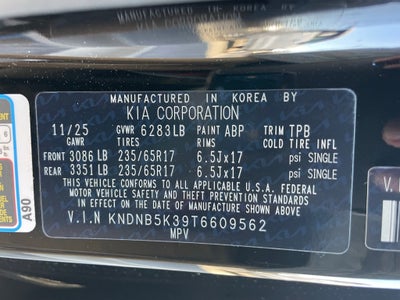 MANUFACTURED IN KOREA BY
KIA CORPORATION
11/25 GVWR 6283LB PAINT ABP TRIM TPB
GAWR TIRES RIMS COLD TIRE INFL
FRONT 3086 LB 235/65R17 6.5Jx17 psi SINGLE
REAR 3351 LB 235/65R17 6.5Jx17 psi SINGLE
THIS VEHICLE CONFORMS TO ALL APPLICABLE U.S.A. FEDERAL
MOTOR VEHICLE SAFETY AND THEFT PREVENTION STANDARDS
IN EFFECT ON THE DATE OF MANUFACTURE SHOWN ABOVE
V.I.N KNDNB5K39T6609562
MPV
A90